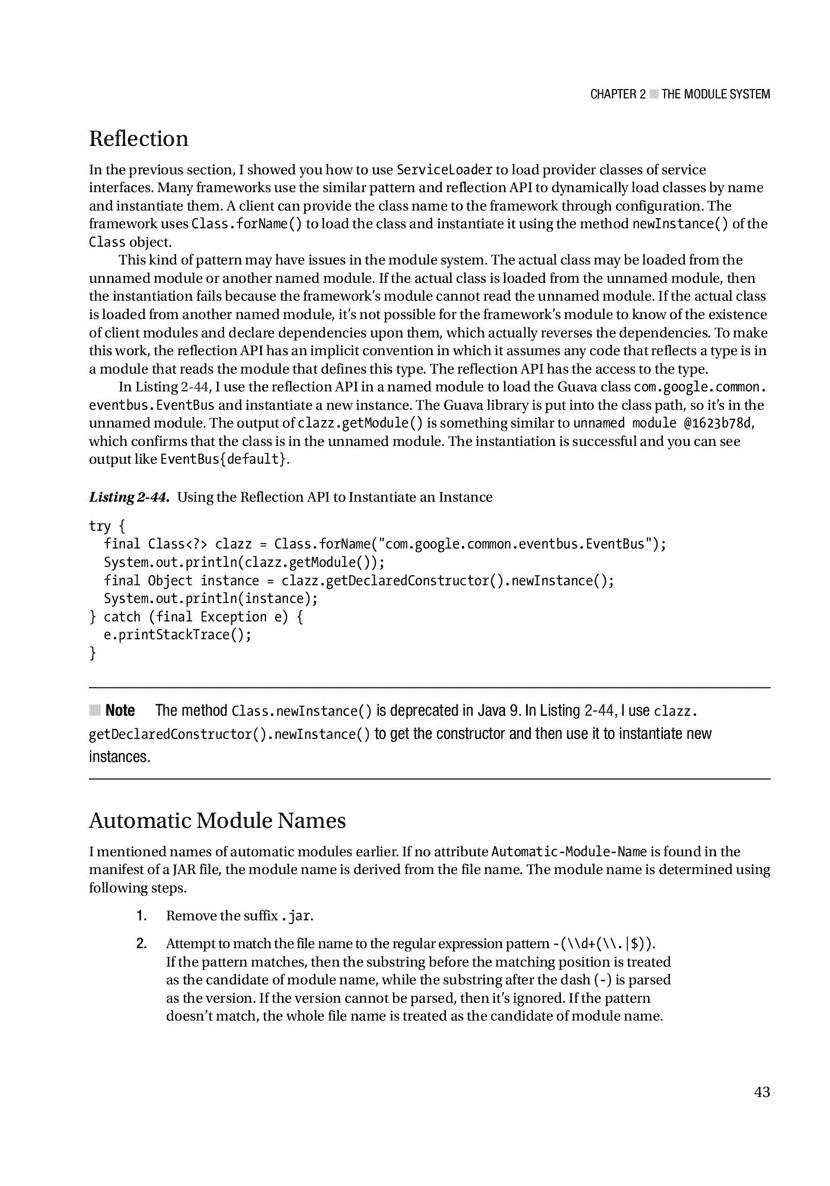 CHAPTER 2 ■ THE MODULE SYSTEM
Reflection
In the previous section, I showed you how to use ServiceLoader to load provider classes of service
interfaces. Many frameworks use the similar pattern and reflection API to dynamically load classes by name
and instantiate them. A client can provide the class name to the framework through configuration. The
framework uses Class.forName() to load the class and instantiate it using the method newInstance() of the
Class object.
This kind of pattern may have issues in the module system. The actual class may be loaded from the
unnamed module or another named module. If the actual class is loaded from the unnamed module, then
the instantiation fails because the framework's module cannot read the unnamed module. If the actual class
is loaded from another named module, it's not possible for the framework's module to know of the existence
of client modules and declare dependencies upon them, which actually reverses the dependencies. To make
this work, the reflection API has an implicit convention in which it assumes any code that reflects a type is in
a module that reads the module that defines this type. The reflection API has the access to the type.
In Listing 2-44, I use the reflection API in a named module to load the Guava class com.google.common.
eventbus.EventBus and instantiate a new instance. The Guava library is put into the class path, so it's in the
unnamed module. The output of clazz.getModule() is something similar to unnamed module @1623b78d,
which confirms that the class is in the unnamed module. The instantiation is successful and you can see
output like EventBus{default}.
Listing 2-44. Using the Reflection API to Instantiate an Instance
try {
  final Class<?> clazz = Class.forName("com.google.common.eventbus.EventBus");
  System.out.println(clazz.getModule());
  final Object instance = clazz.getDeclaredConstructor().newInstance();
  System.out.println(instance);
} catch (final Exception e) {
  e.printStackTrace();
}
■ Note The method Class.newInstance() is deprecated in Java 9. In Listing 2-44, I use clazz.
getDeclaredConstructor().newInstance() to get the constructor and then use it to instantiate new
instances.
Automatic Module Names
I mentioned names of automatic modules earlier. If no attribute Automatic-Module-Name is found in the
manifest of a JAR file, the module name is derived from the file name. The module name is determined using
following steps.
1. Remove the suffix .jar.
2. Attempt to match the file name to the regular expression pattern -(\\d+(\\.|$)).
If the pattern matches, then the substring before the matching position is treated
as the candidate of module name, while the substring after the dash (-) is parsed
as the version. If the version cannot be parsed, then it's ignored. If the pattern
doesn't match, the whole file name is treated as the candidate of module name.
43